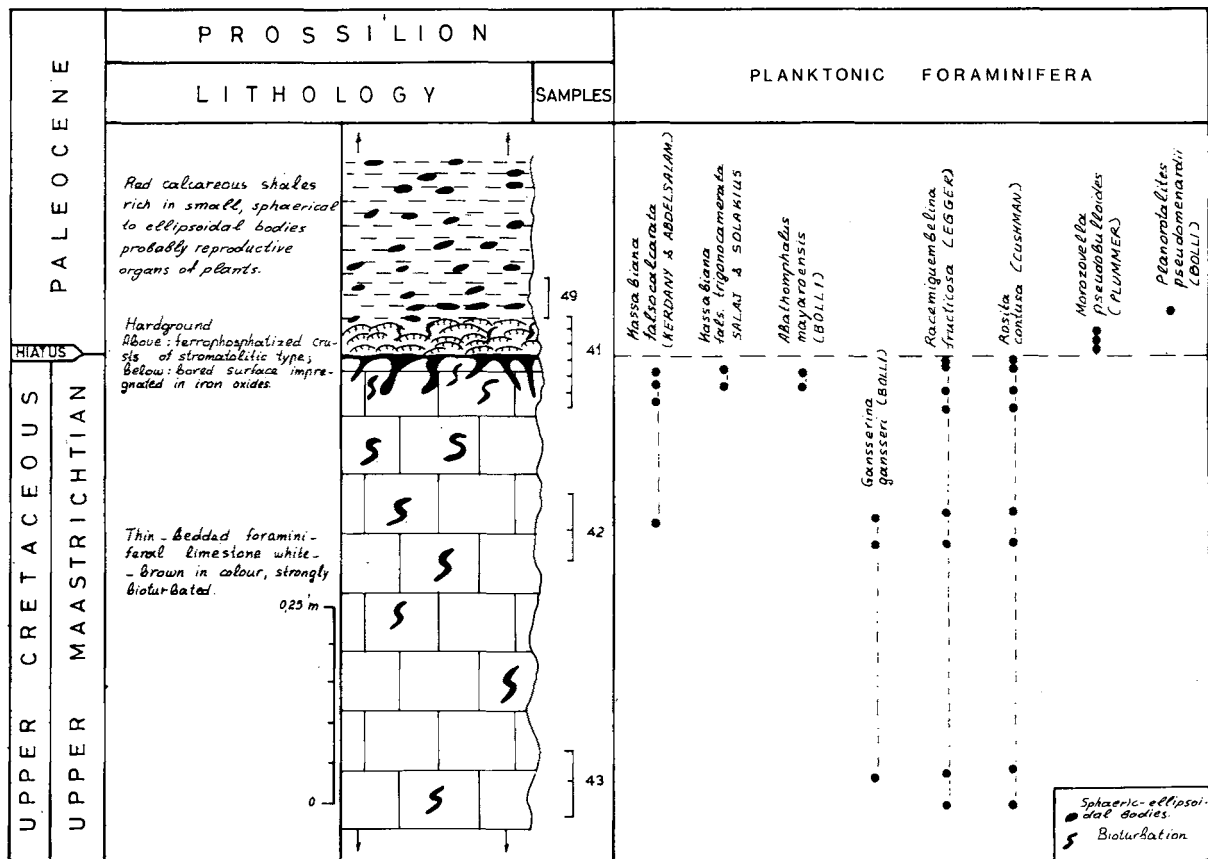 PROSSILION
LITHOLOGY
SAMPLES
PLANKTONIC FORAMINIFERA
PALEOCENE
HIATUS
UPPER CRETACEOUS
UPPER MAASTRICHTIAN
Red calcareous shales
rich in small, sphaerical
to ellipsoidal bodies
probably reproductive
organs of plants.
Hardground
Above: ferrophosphatized cru-
sts of stromatolitic type;
Below: bored surface impre-
gnated in iron oxides.
Thin-bedded foramini-
feral limestone white-
-brown in colour, strongly
bioturbated.
0,25 m
0
49
41
42
43
Massabiana
falsocalcarata
(KERDANY & ABDELSALAM.)
Massabiana
fals. trigonocamerata
SALAJ & SOLAKIUS
Abathomphalus
mayaroensis
(BOLLI)
Gansserina
gansseri (BOLLI)
Racemiguembelina
fructicosa (EGGER)
Rosita
contusa (CUSHMAN)
Morozovella
pseudobulloides
(PLUMMER)
Planorotalites
pseudomenardii
(BOLLI)
Sphaeric-ellipsoi-
dal bodies.
Bioturbation